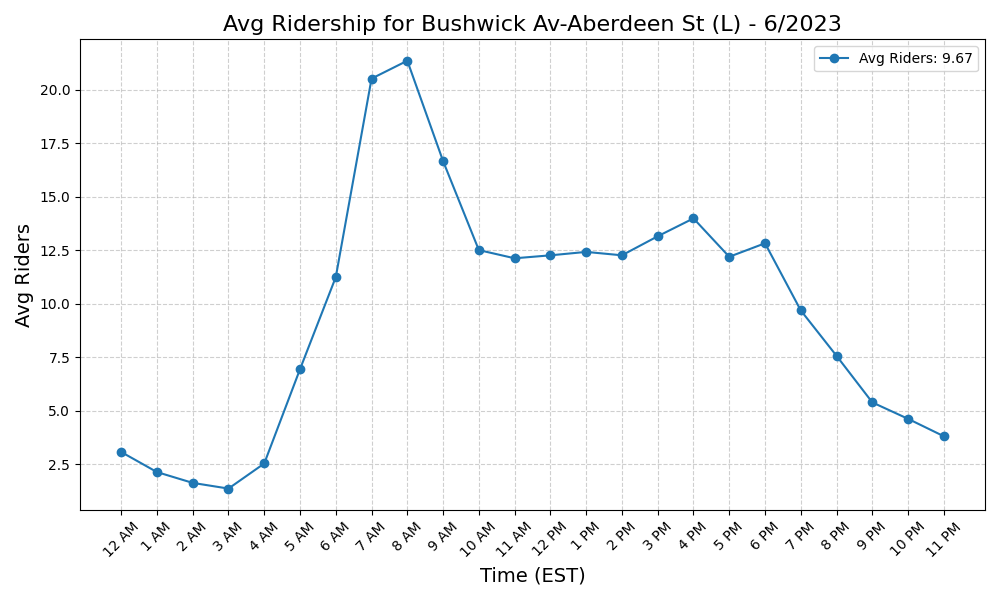 Avg Ridership for Bushwick Av-Aberdeen St (L) - 6/2023
Avg Riders: 9.67
Avg Riders
20.0
17.5
15.0
12.5
10.0
7.5
5.0
2.5
12 AM
1 AM
2 AM
3 AM
4 AM
5 AM
6 AM
7 AM
8 AM
9 AM
10 AM
11 AM
12 PM
1 PM
2 PM
3 PM
4 PM
5 PM
6 PM
7 PM
8 PM
9 PM
10 PM
11 PM
Time (EST)